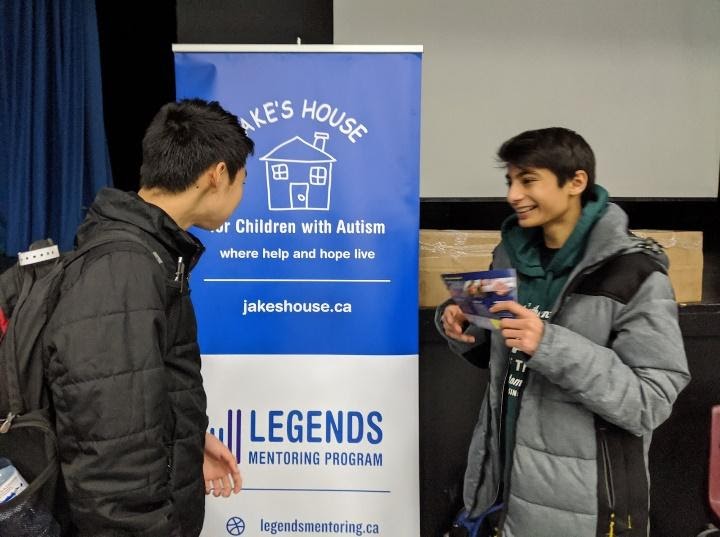 AKE'S HOUSE
or Children with Autism
where help and hope live
jakeshouse.ca
LEGENDS
MENTORING PROGRAM
legendsmentoring.ca